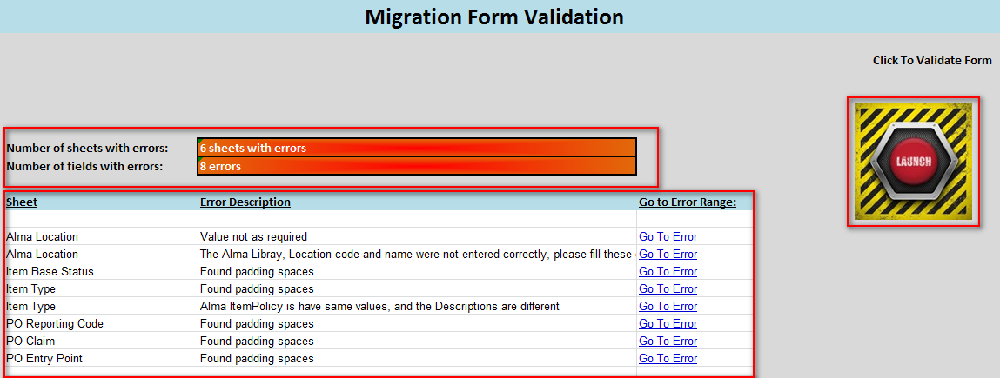 Migration Form Validation
Click To Validate Form
LAUNCH
Number of sheets with errors: 6 sheets with errors
Number of fields with errors: 8 errors
Sheet Error Description Go to Error Range:
Alma Location Value not as required Go To Error
Alma Location The Alma Libray, Location code and name were not entered correctly, please fill these Go To Error
Item Base Status Found padding spaces Go To Error
Item Type Found padding spaces Go To Error
Item Type Alma ItemPolicy is have same values, and the Descriptions are different Go To Error
PO Reporting Code Found padding spaces Go To Error
PO Claim Found padding spaces Go To Error
PO Entry Point Found padding spaces Go To Error